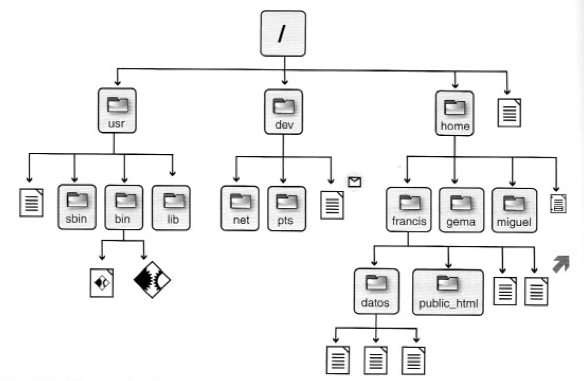 /
usr
dev
home
sbin
bin
lib
net
pts
francis
gema
miguel
datos
public_html